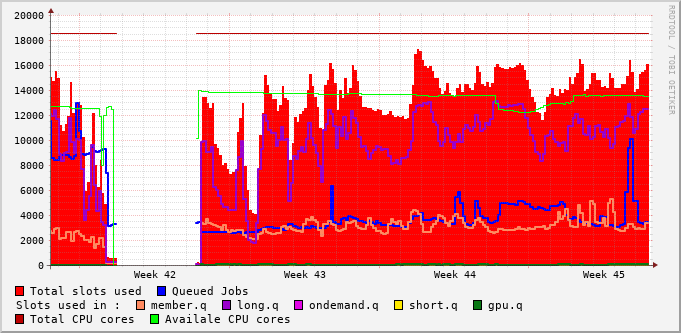 20000
18000
16000
14000
12000
10000
8000
6000
4000
2000
0
Week 42 Week 43 Week 44 Week 45
Total slots used Queued Jobs
Slots used in : member.q long.q ondemand.q short.q gpu.q
Total CPU cores Availale CPU cores
RRDTOOL / TOBI OETIKER